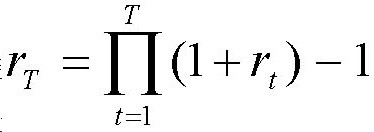 r_T = ∏_{t=1}^{T} (1 + r_t) − 1